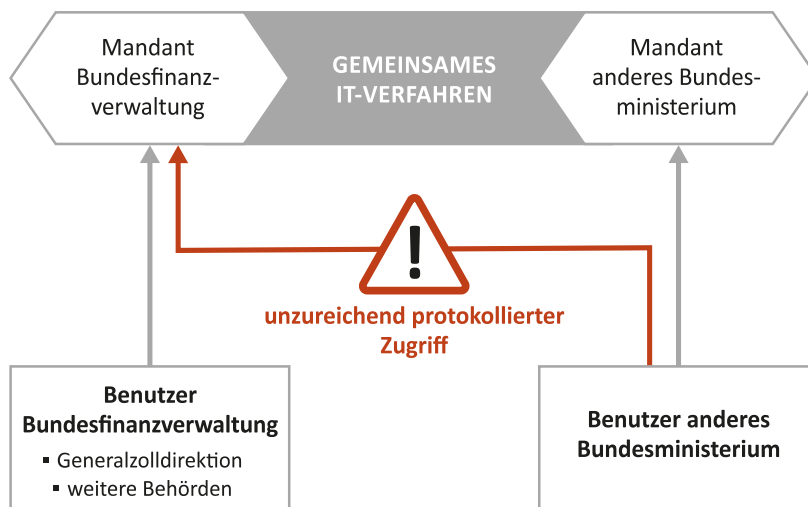 Mandant
Bundesfinanz-
verwaltung
GEMEINSAMES
IT-VERFAHREN
Mandant
anderes Bundes-
ministerium
!
unzureichend protokollierter
Zugriff
Benutzer
Bundesfinanzverwaltung
▪ Generalzolldirektion
▪ weitere Behörden
Benutzer anderes
Bundesministerium